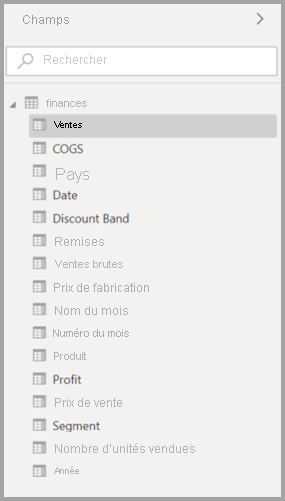 Champs
Rechercher
finances
Ventes
COGS
Pays
Date
Discount Band
Remises
Ventes brutes
Prix de fabrication
Nom du mois
Numéro du mois
Produit
Profit
Prix de vente
Segment
Nombre d'unités vendues
Année